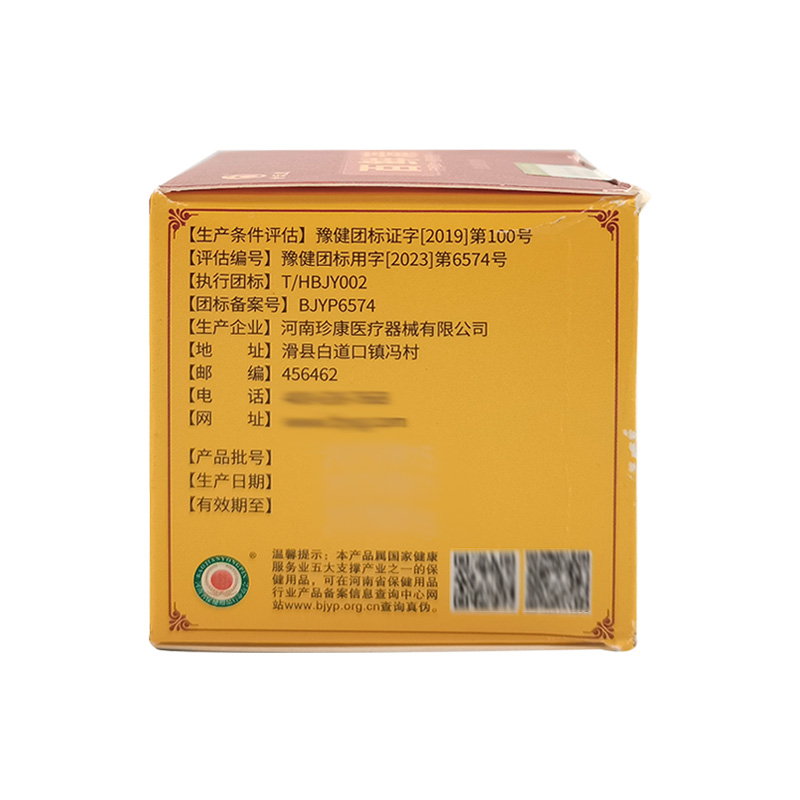 【生产条件评估】豫健团标证字[2019]第100号
【评估编号】豫健团标用字[2023]第6574号
【执行团标】T/HBJY002
【团标备案号】BJYP6574
【生产企业】河南珍康医疗器械有限公司
【地 址】滑县白道口镇冯村
【邮 编】456462
【电 话】
【网 址】
【产品批号】
【生产日期】
【有效期至】
温馨提示：本产品属国家健康
服务业五大支撑产业之一的保
健用品，可在河南省保健用品
行业产品备案信息查询中心网
站www.bjyp.org.cn查询真伪。
BAOJIANYONGPIN
®